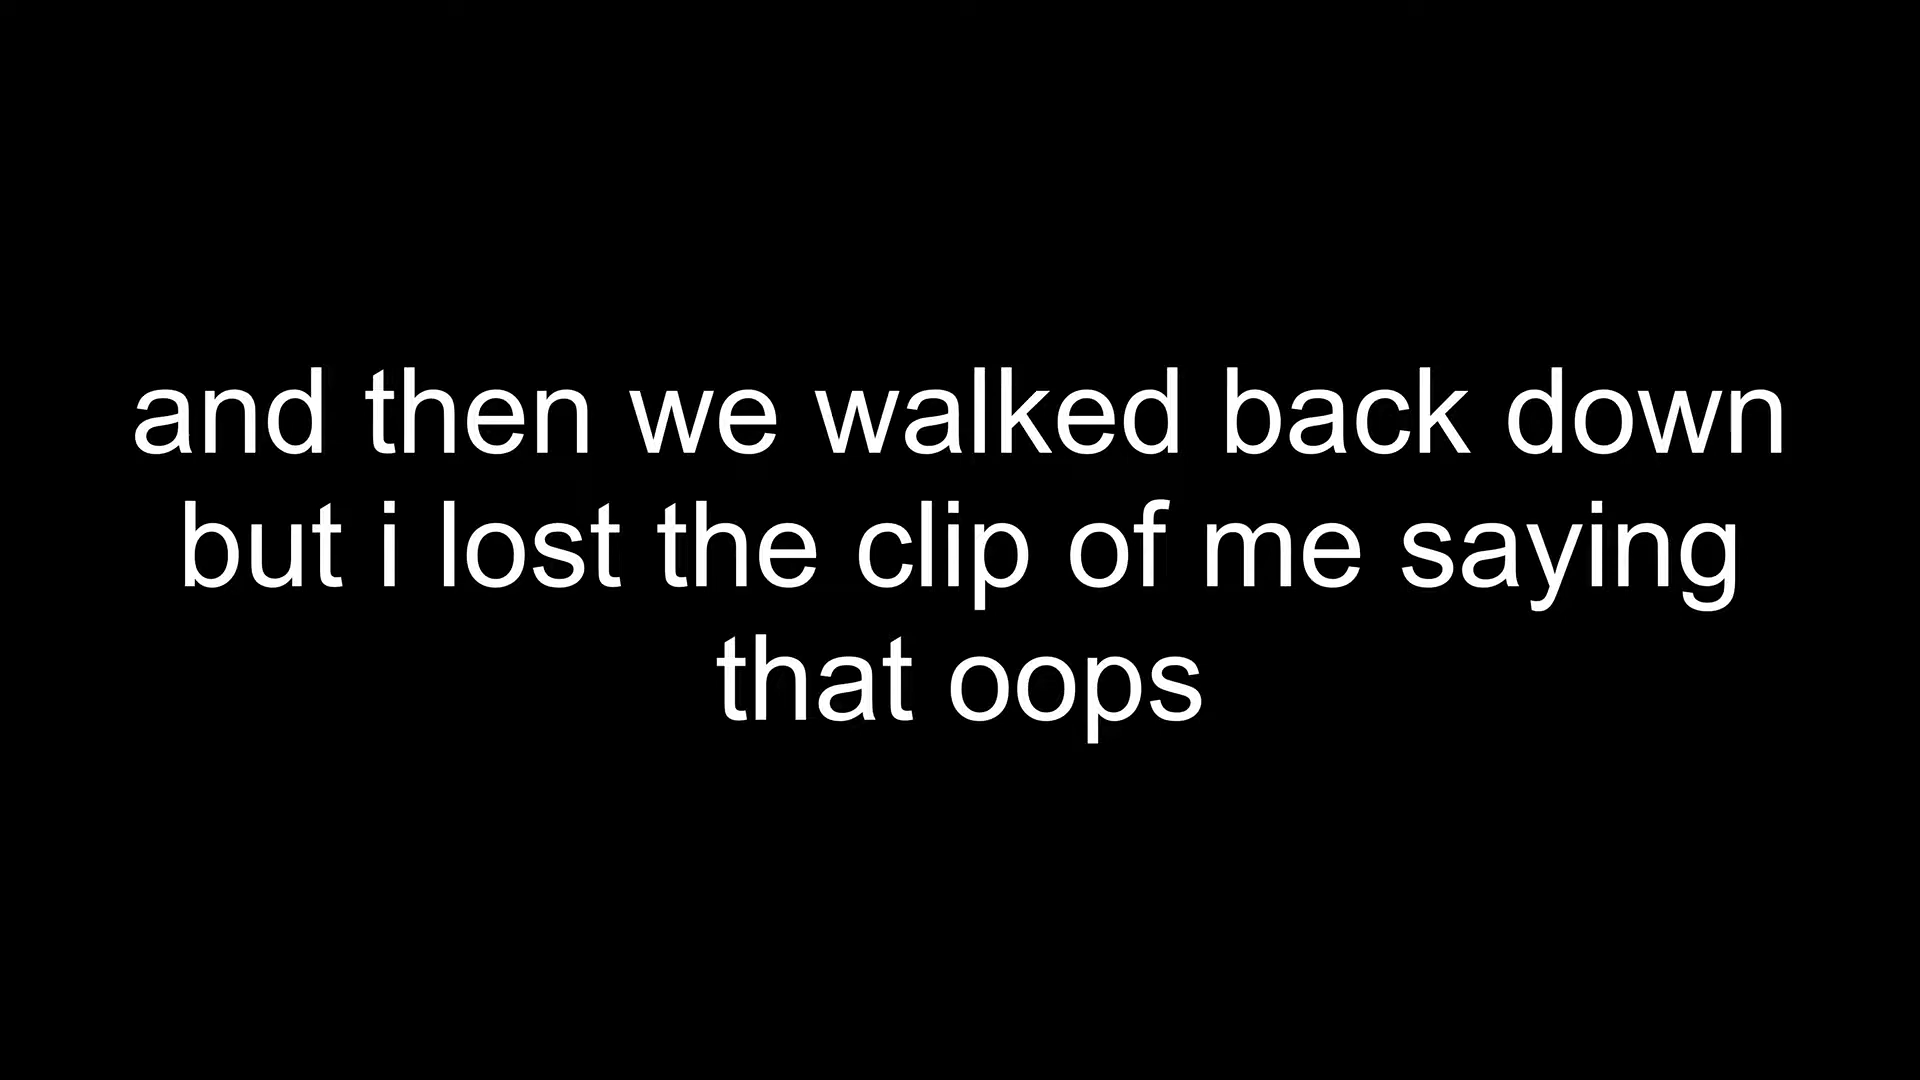 and then we walked back down
but i lost the clip of me saying
that oops